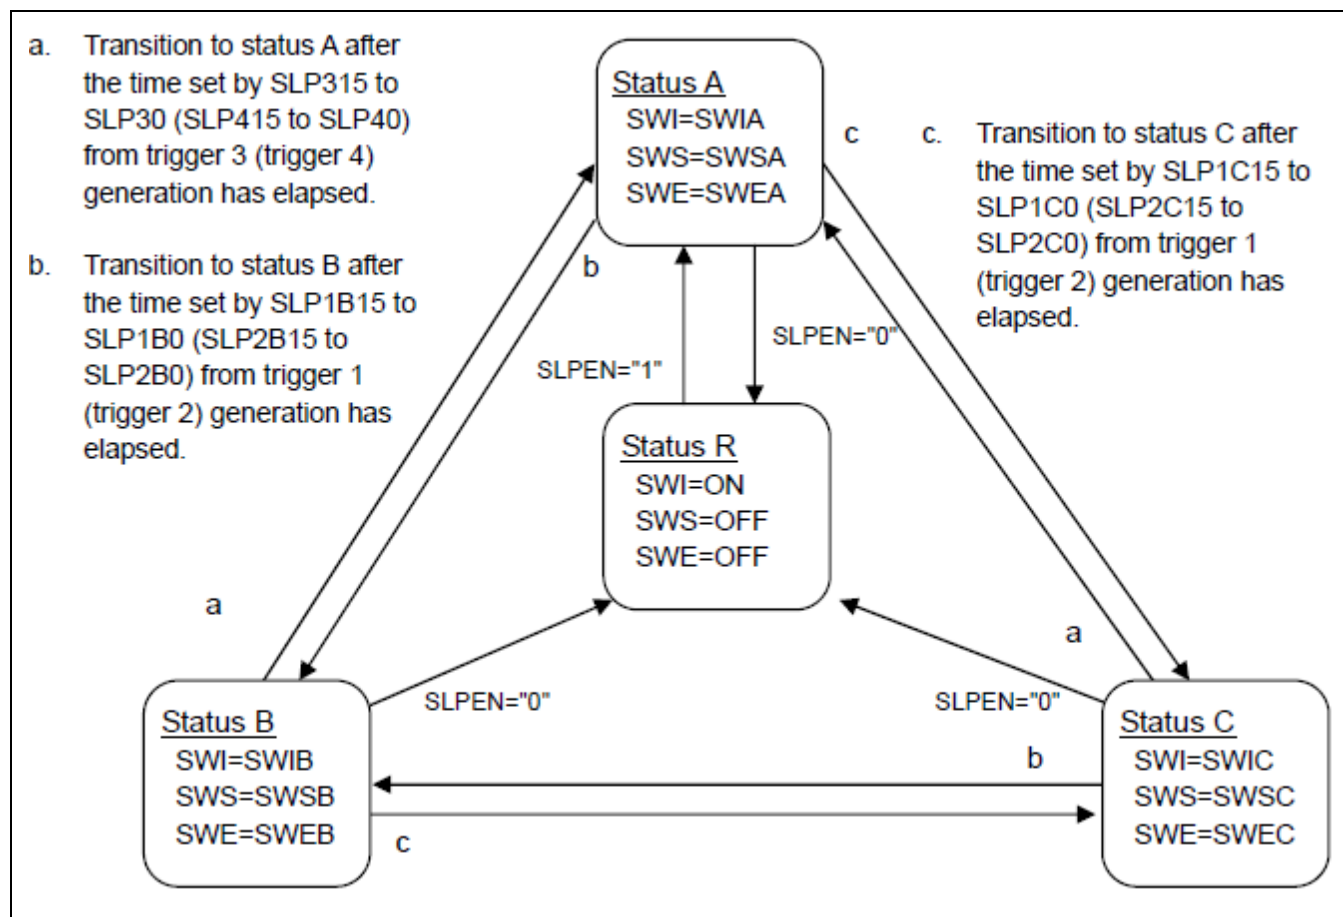 a. Transition to status A after
the time set by SLP315 to
SLP30 (SLP415 to SLP40)
from trigger 3 (trigger 4)
generation has elapsed.
b. Transition to status B after
the time set by SLP1B15 to
SLP1B0 (SLP2B15 to
SLP2B0) from trigger 1
(trigger 2) generation has
elapsed.
Status A
SWI=SWIA
SWS=SWSA
SWE=SWEA
c
c. Transition to status C after
the time set by SLP1C15 to
SLP1C0 (SLP2C15 to
SLP2C0) from trigger 1
(trigger 2) generation has
elapsed.
b
SLPEN="0"
SLPEN="1"
Status R
SWI=ON
SWS=OFF
SWE=OFF
a
a
SLPEN="0"
SLPEN="0"
Status B
SWI=SWIB
SWS=SWSB
SWE=SWEB
b
c
Status C
SWI=SWIC
SWS=SWSC
SWE=SWEC